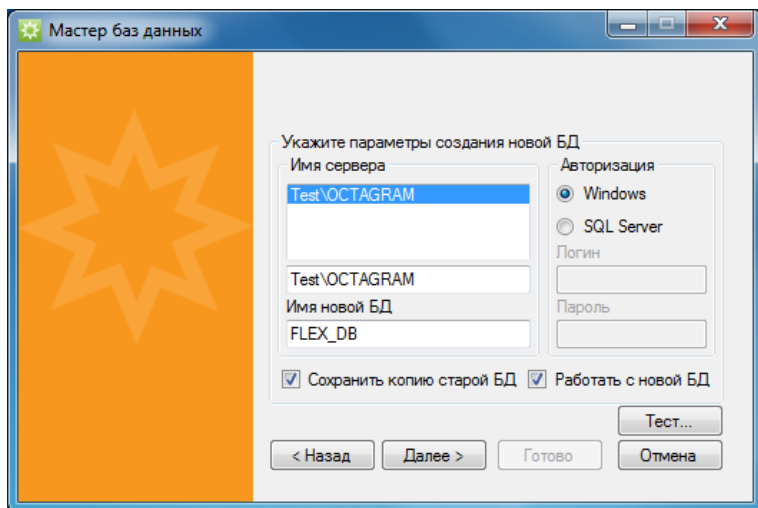 Мастер баз данных
Укажите параметры создания новой БД
Имя сервера
Test\OCTAGRAM
Test\OCTAGRAM
Имя новой БД
FLEX_DB
Авторизация
Windows
SQL Server
Логин
Пароль
Сохранить копию старой БД
Работать с новой БД
Тест...
< Назад
Далее >
Готово
Отмена